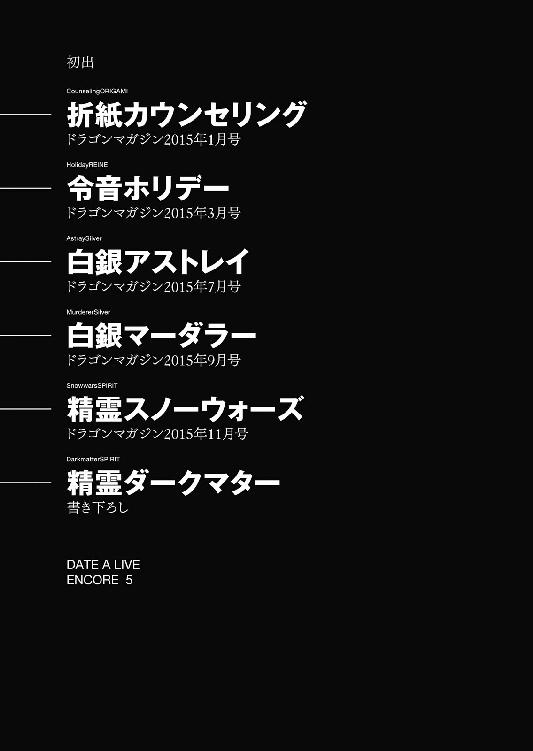 初出
CounselingORIGAMI
折紙カウンセリング
ドラゴンマガジン2015年1月号
HolidayREINE
令音ホリデー
ドラゴンマガジン2015年3月号
AstraySilver
白銀アストレイ
ドラゴンマガジン2015年7月号
MurdererSilver
白銀マーダラー
ドラゴンマガジン2015年9月号
SnowwarsSPIRIT
精霊スノーウォーズ
ドラゴンマガジン2015年11月号
DarkmatterSPIRIT
精霊ダークマター
書き下ろし
DATE A LIVE
ENCORE 5